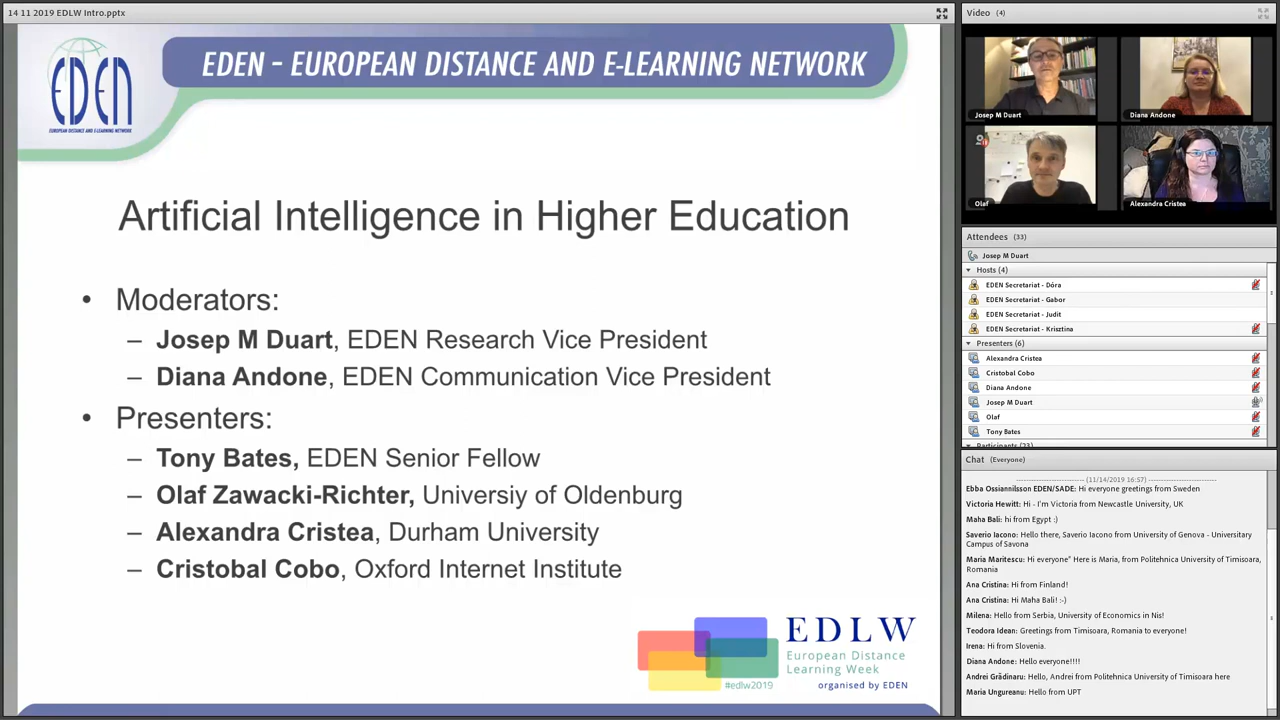 14 11 2019 EDLW Intro.pptx
EDEN
EUROPEAN DISTANCE AND E-LEARNING NETWORK
EDEN – EUROPEAN DISTANCE AND E-LEARNING NETWORK
Artificial Intelligence in Higher Education
• Moderators:
– Josep M Duart, EDEN Research Vice President
– Diana Andone, EDEN Communication Vice President
• Presenters:
– Tony Bates, EDEN Senior Fellow
– Olaf Zawacki-Richter, Universiy of Oldenburg
– Alexandra Cristea, Durham University
– Cristobal Cobo, Oxford Internet Institute
EDLW
European Distance
Learning Week
#edlw2019 organised by EDEN
Video (4)
Josep M Duart
Diana Andone
Olaf
Alexandra Cristea
Attendees (33)
Josep M Duart
Hosts (4)
EDEN Secretariat - Dóra
EDEN Secretariat - Gabor
EDEN Secretariat - Judit
EDEN Secretariat - Krisztina
Presenters (6)
Alexandra Cristea
Cristobal Cobo
Diana Andone
Josep M Duart
Olaf
Tony Bates
Participants (23)
Chat (Everyone)
(11/14/2019 16:57)
Ebba Ossiannilsson EDEN/SADE: Hi everyone greetings from Sweden
Victoria Hewitt: Hi - I'm Victoria from Newcastle University, UK
Maha Bali: hi from Egypt :)
Saverio Iacono: Hello there, Saverio Iacono from University of Genova - Universitary
Campus of Savona
Maria Maritescu: Hi everyone" Here is Maria, from Politehnica University of Timisoara,
Romania
Ana Cristina: Hi from Finland!
Ana Cristina: Hi Maha Bali! :-)
Milena: Hello from Serbia, University of Economics in Nis!
Teodora Idean: Greetings from Timisoara, Romania to everyone!
Irena: Hi from Slovenia.
Diana Andone: Hello everyone!!!!
Andrei Grădinaru: Hello, Andrei from Politehnica University of Timisoara here
Maria Ungureanu: Hello from UPT